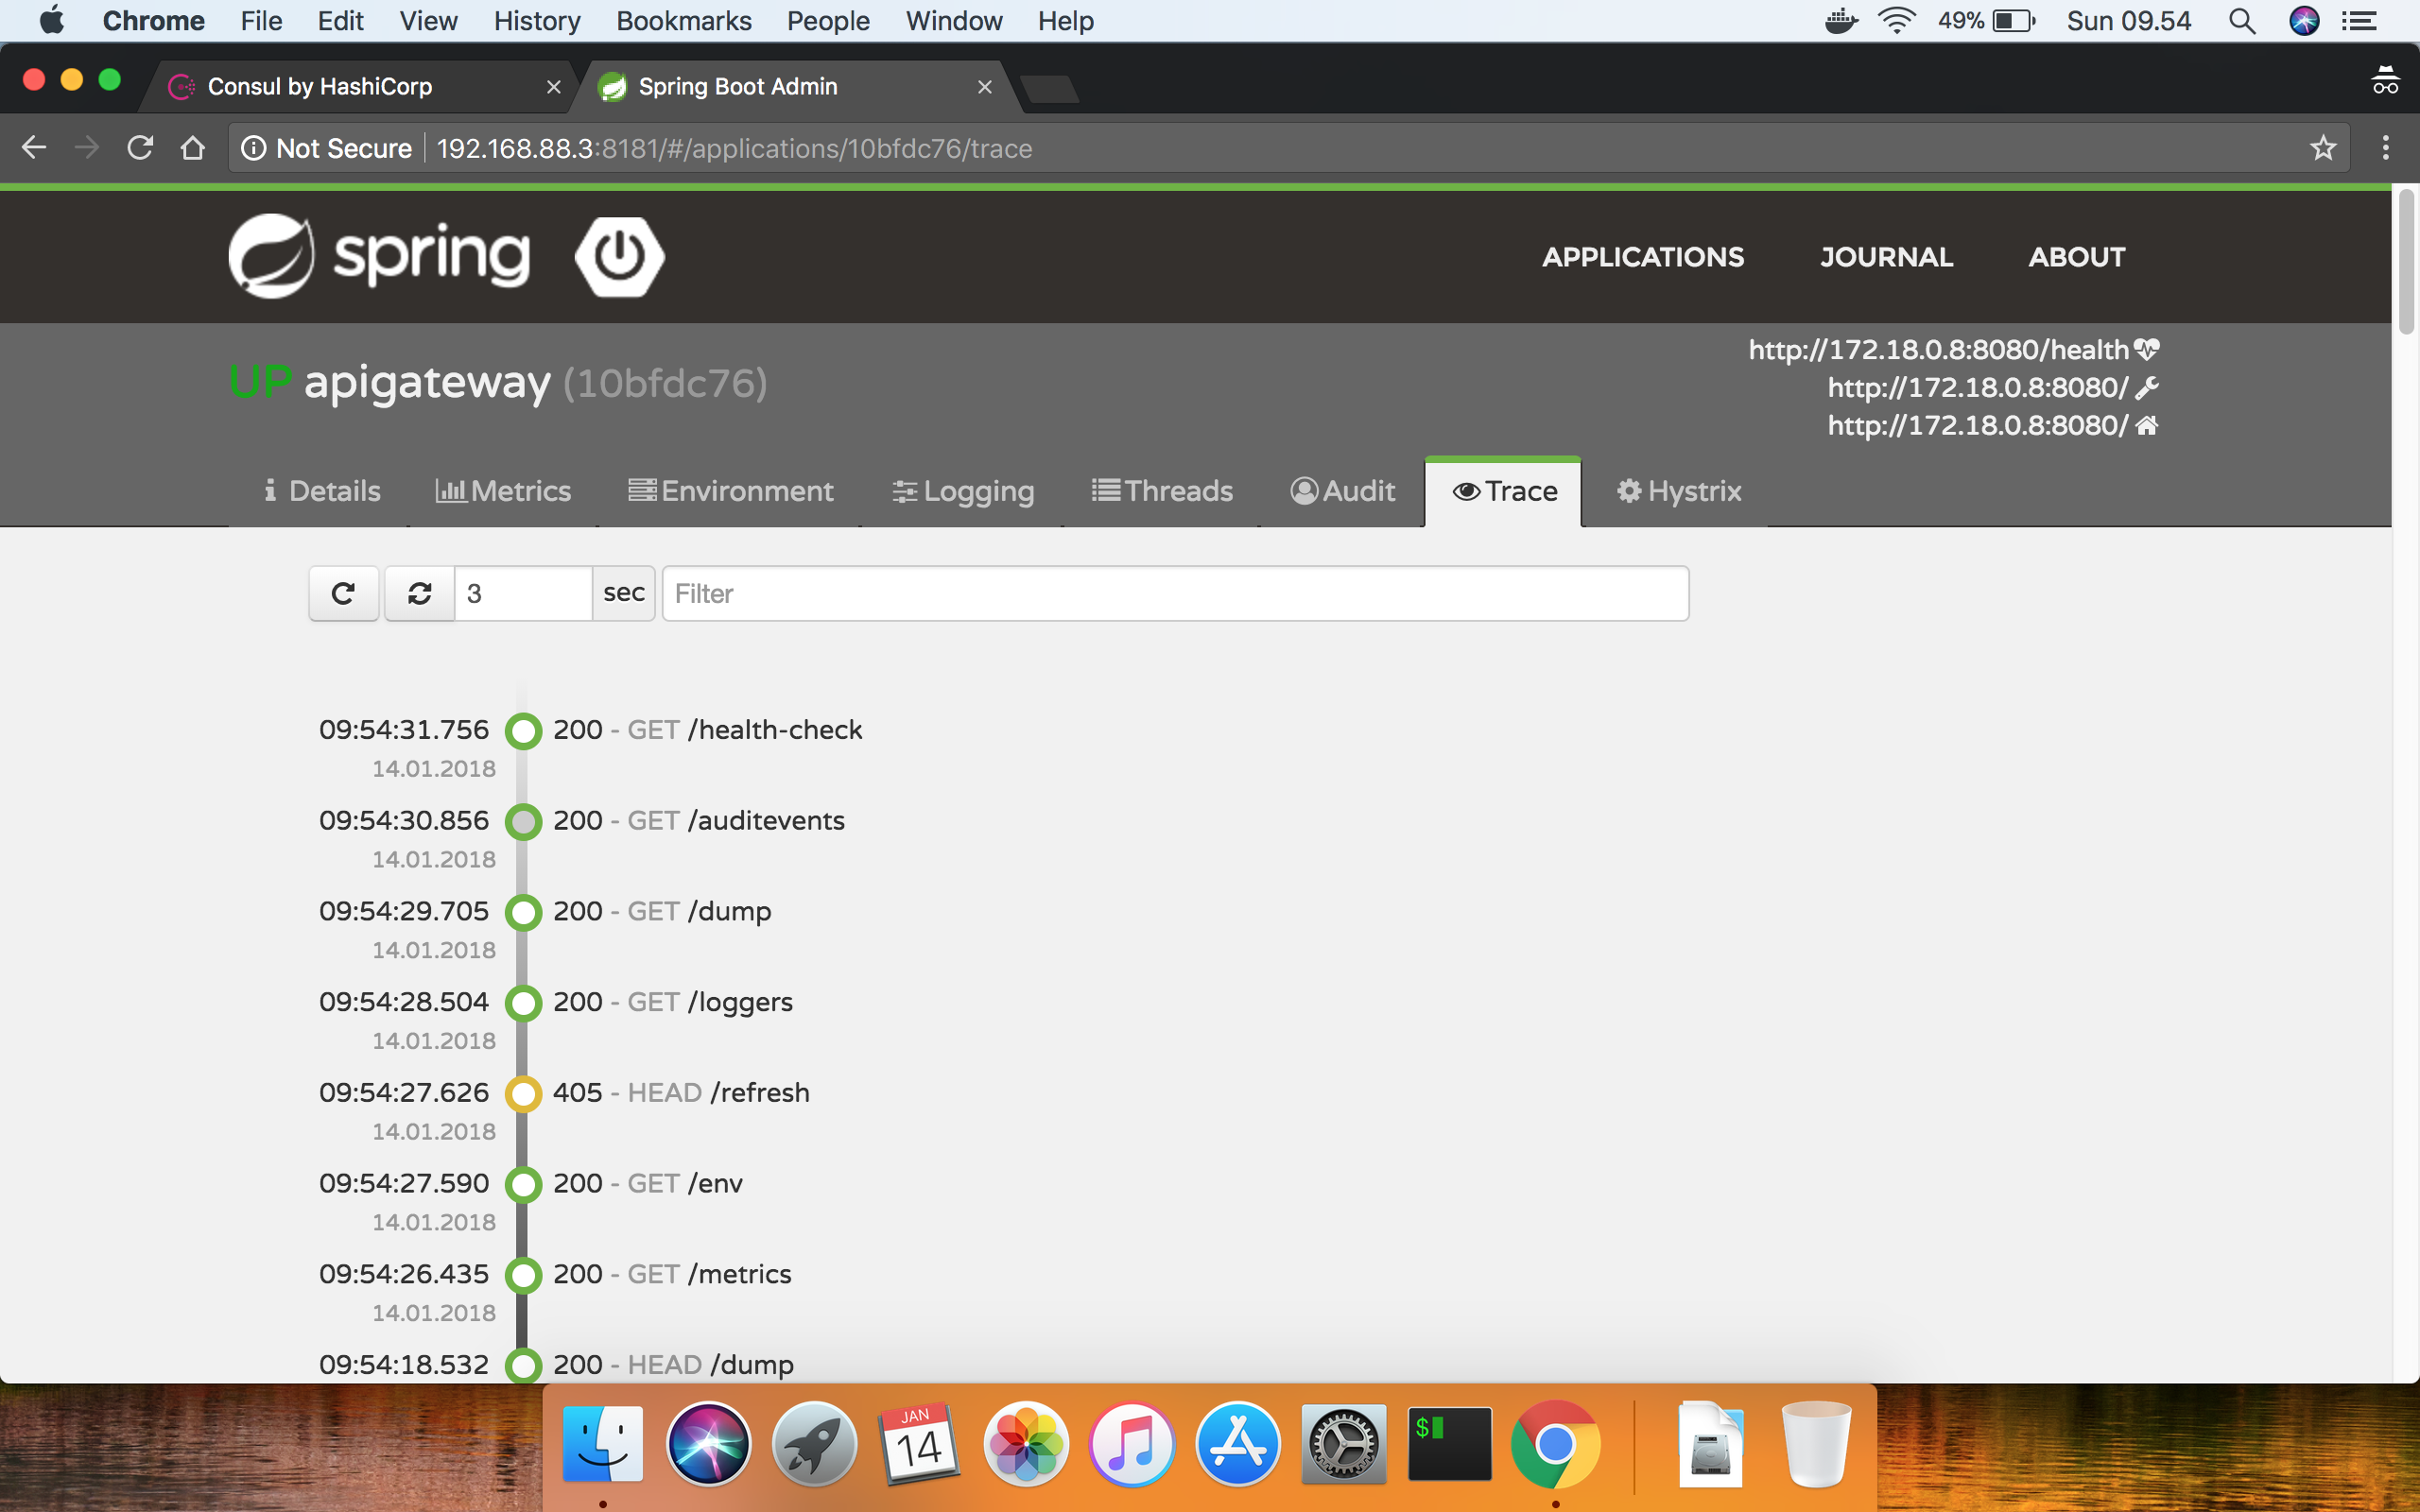 Chrome File Edit View History Bookmarks People Window Help 49% Sun 09.54
Consul by HashiCorp × Spring Boot Admin ×
Not Secure 192.168.88.3:8181/#/applications/10bfdc76/trace
spring APPLICATIONS JOURNAL ABOUT
http://172.18.0.8:8080/health
UP apigateway (10bfdc76)
http://172.18.0.8:8080/
http://172.18.0.8:8080/
Details Metrics Environment Logging Threads Audit Trace Hystrix
3 sec Filter
09:54:31.756 200 - GET /health-check
14.01.2018
09:54:30.856 200 - GET /auditevents
14.01.2018
09:54:29.705 200 - GET /dump
14.01.2018
09:54:28.504 200 - GET /loggers
14.01.2018
09:54:27.626 405 - HEAD /refresh
14.01.2018
09:54:27.590 200 - GET /env
14.01.2018
09:54:26.435 200 - GET /metrics
14.01.2018
09:54:18.532 200 - HEAD /dump
JAN
14
$